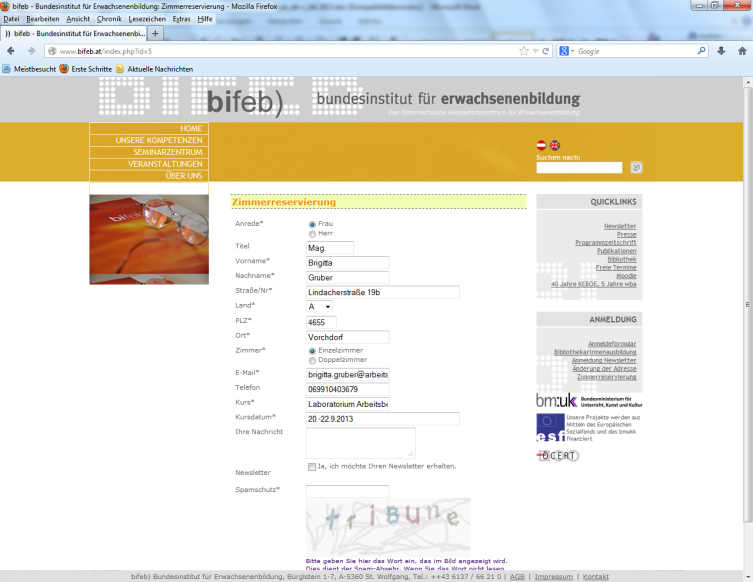 bifeb - Bundesinstitut für Erwachsenenbildung: Zimmerreservierung - Mozilla Firefox
Datei Bearbeiten Ansicht Chronik Lesezeichen Extras Hilfe
bifeb - Bundesinstitut für Erwachsenenbi... +
www.bifeb.at/index.php?id=5
Google
Meistbesucht Erste Schritte Aktuelle Nachrichten
bifeb) bundesinstitut für erwachsenenbildung
Das österreichische Kompetenzzentrum für Erwachsenenbildung
HOME
UNSERE KOMPETENZEN
SEMINARZENTRUM
VERANSTALTUNGEN
ÜBER UNS
Suchen nach:
bifeb)
Zimmerreservierung
Anrede* Frau
Herr
Titel Mag.
Vorname* Brigitta
Nachname* Gruber
Straße/Nr* Lindacherstraße 19b
Land* A
PLZ* 4655
Ort* Vorchdorf
Zimmer* Einzelzimmer
Doppelzimmer
E-Mail* brigitta.gruber@arbeits
Telefon 069910403679
Kurs* Laboratorium Arbeitsbe
Kursdatum* 20.-22.9.2013
Ihre Nachricht
Newsletter Ja, ich möchte Ihren Newsletter erhalten.
Spamschutz*
tribune
Bitte geben Sie hier das Wort ein, das im Bild angezeigt wird.
Dies dient der Spam-Abwehr. Wenn Sie das Wort nicht lesen
QUICKLINKS
Newsletter
Presse
Programmzeitschrift
Publikationen
Bibliothek
Freie Termine
Moodle
40 Jahre KEBÖE, 5 Jahre wba
ANMELDUNG
Anmeldeformular
BibliothekarInnenausbildung
Anmeldung Newsletter
Änderung der Adresse
Zimmerreservierung
bm:uk Bundesministerium für
Unterricht, Kunst und Kultur
esf Unsere Projekte werden aus
Mitteln des Europäischen
Sozialfonds und des bmukk
finanziert
ÖCERT
bifeb) Bundesinstitut für Erwachsenenbildung, Bürglstein 1-7, A-5360 St. Wolfgang, Tel.: ++43 6137 / 66 21 0 | AGB | Impressum | Kontakt